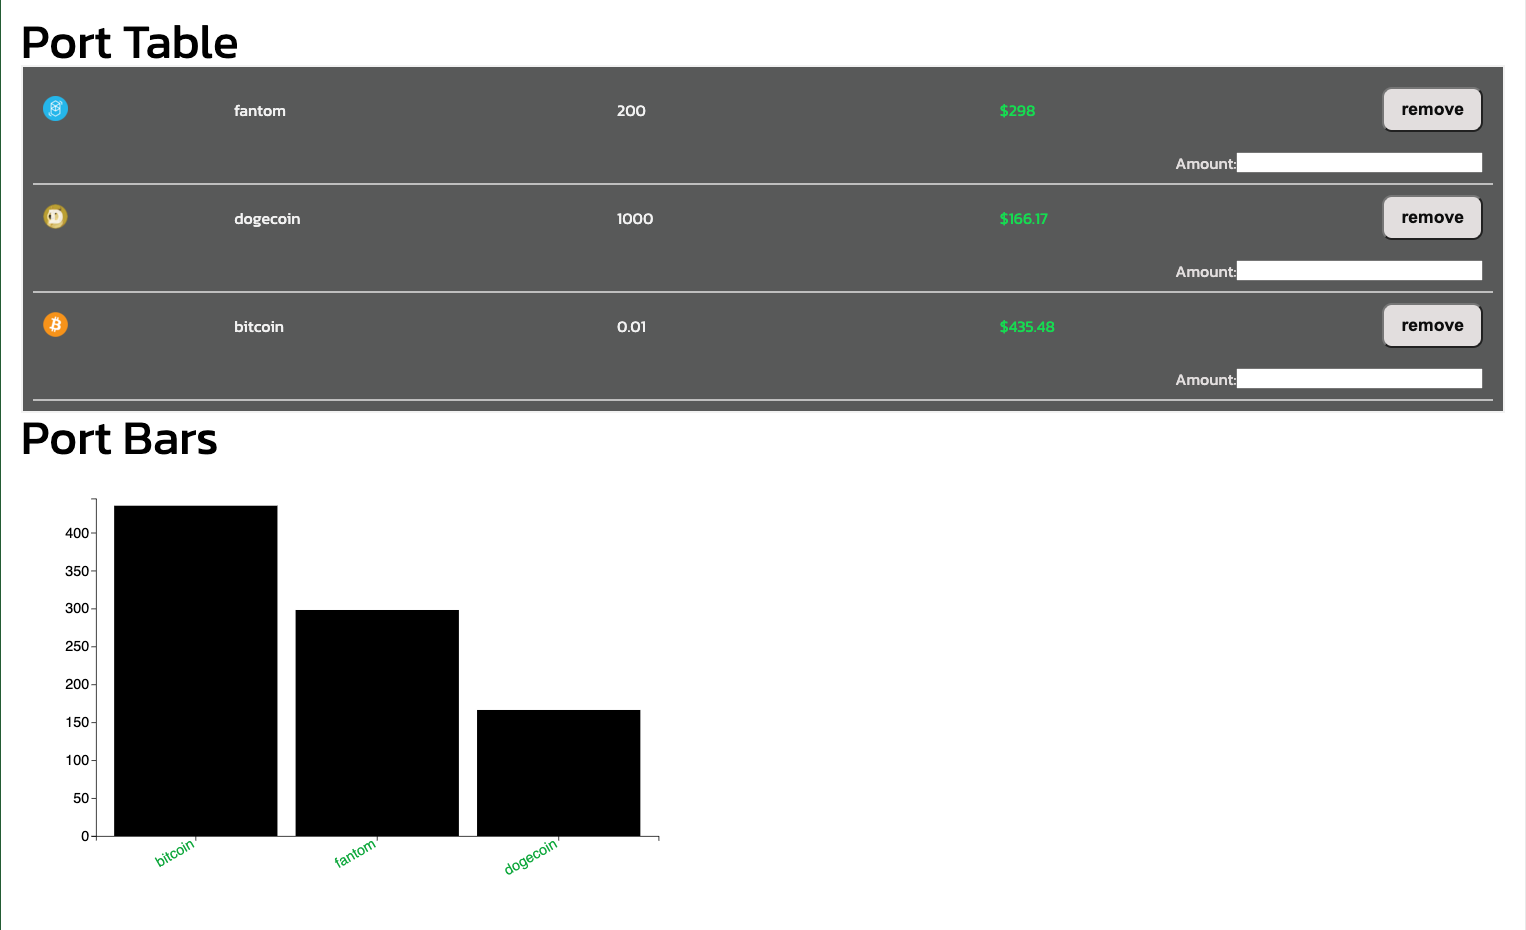 Port Table
fantom 200 $298 remove
Amount:
dogecoin 1000 $166.17 remove
Amount:
bitcoin 0.01 $435.48 remove
Amount:
Port Bars
400
350
300
250
200
150
100
50
0
bitcoin fantom dogecoin